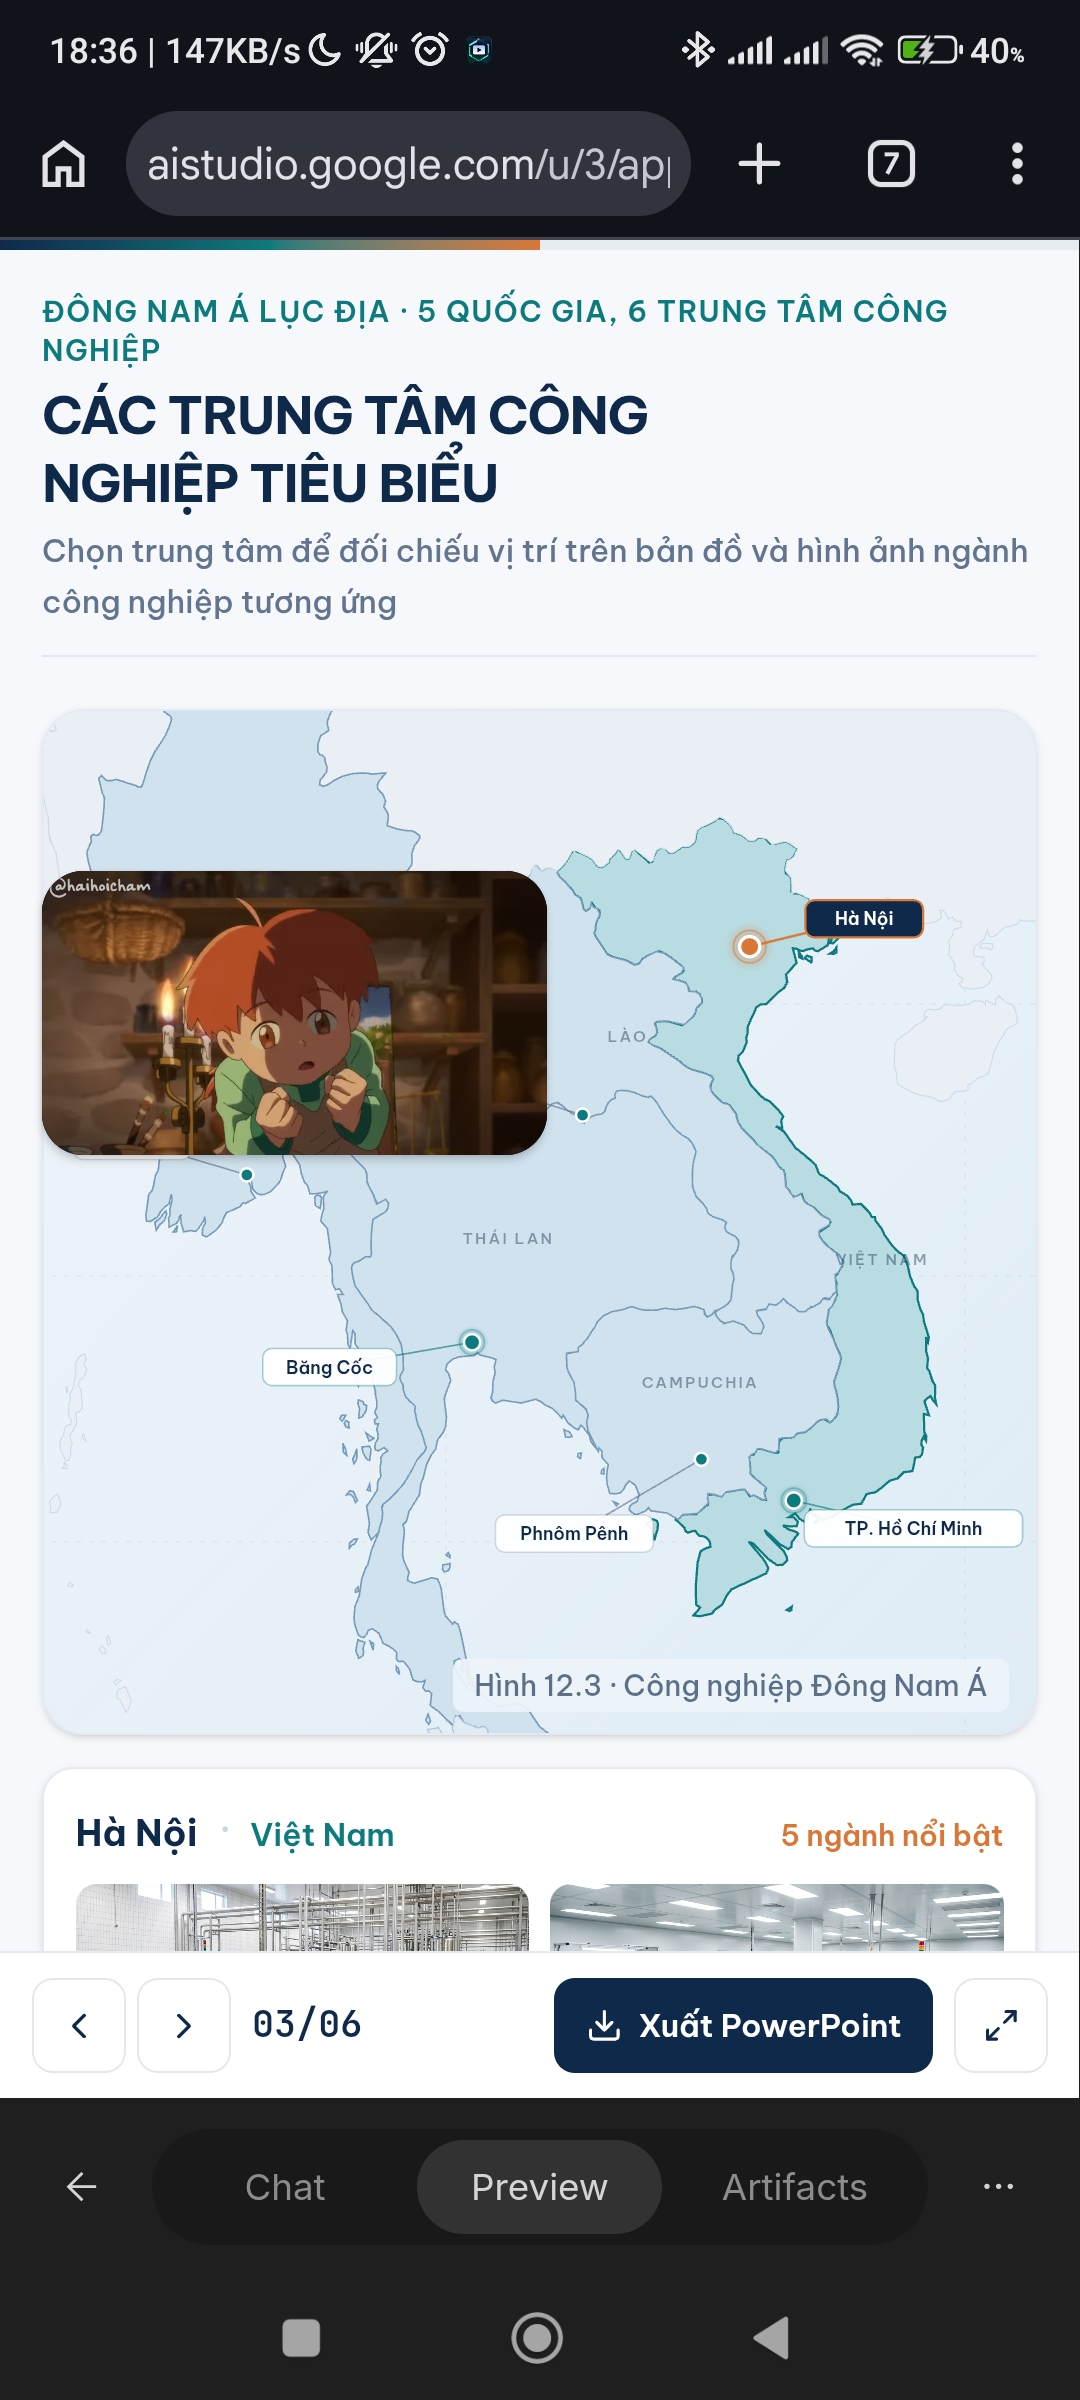 18:36 | 147KB/s
40%
aistudio.google.com/u/3/ap
7
ĐÔNG NAM Á LỤC ĐỊA · 5 QUỐC GIA, 6 TRUNG TÂM CÔNG
NGHIỆP
CÁC TRUNG TÂM CÔNG
NGHIỆP TIÊU BIỂU
Chọn trung tâm để đối chiếu vị trí trên bản đồ và hình ảnh ngành
công nghiệp tương ứng
@haihoicham
Hà Nội
LÀO
THÁI LAN
VIỆT NAM
Băng Cốc
CAMPUCHIA
Phnôm Pênh
TP. Hồ Chí Minh
Hình 12.3 · Công nghiệp Đông Nam Á
Hà Nội · Việt Nam
5 ngành nổi bật
03/06
Xuất PowerPoint
Chat
Preview
Artifacts